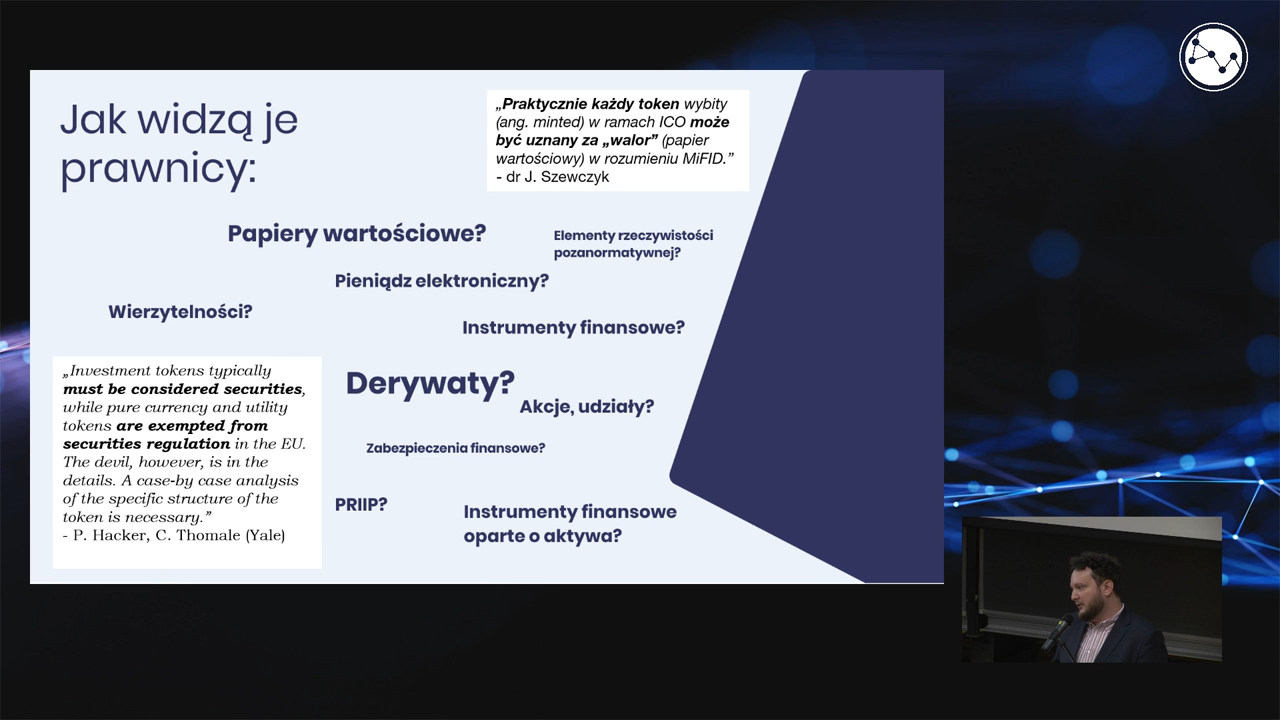 Jak widzą je
prawnicy:
„Praktycznie każdy token wybity
(ang. minted) w ramach ICO może
być uznany za „walor” (papier
wartościowy) w rozumieniu MiFID.”
- dr J. Szewczyk
Papiery wartościowe?
Elementy rzeczywistości
pozanormatywnej?
Pieniądz elektroniczny?
Wierzytelności?
Instrumenty finansowe?
„Investment tokens typically
must be considered securities,
while pure currency and utility
tokens are exempted from
securities regulation in the EU.
The devil, however, is in the
details. A case-by case analysis
of the specific structure of the
token is necessary.”
- P. Hacker, C. Thomale (Yale)
Derywaty?
Akcje, udziały?
Zabezpieczenia finansowe?
PRIIP?
Instrumenty finansowe
oparte o aktywa?